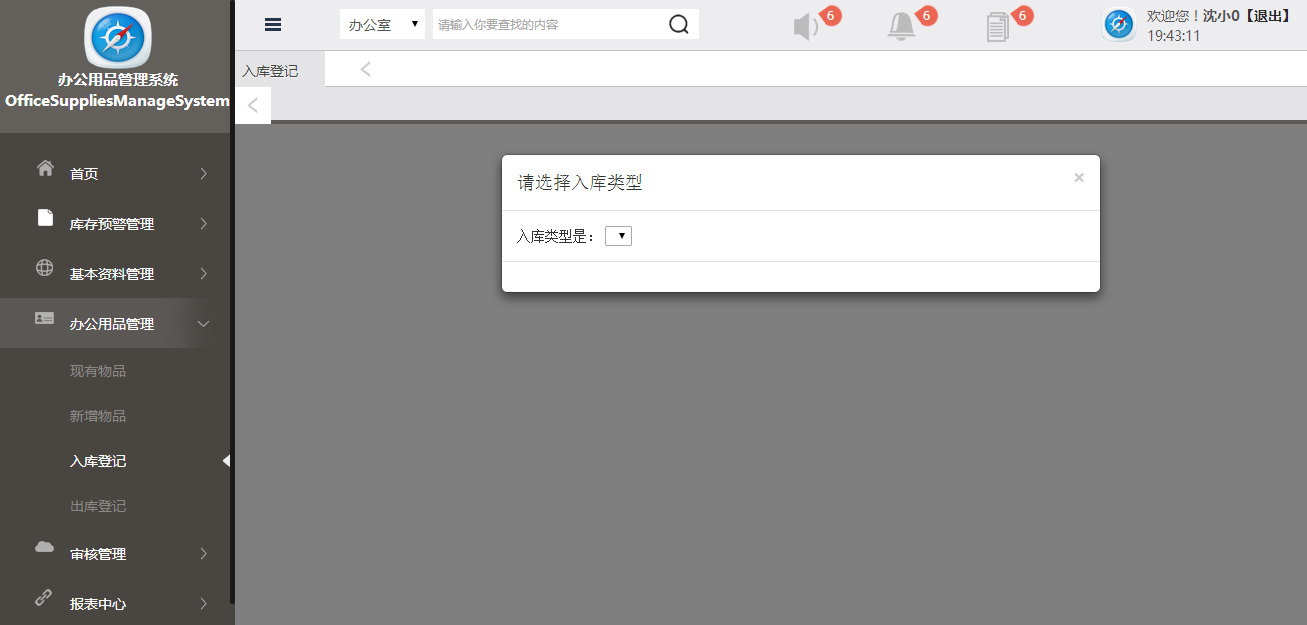 办公用品管理系统
OfficeSuppliesManageSystem
首页
库存预警管理
基本资料管理
办公用品管理
现有物品
新增物品
入库登记
出库登记
审核管理
报表中心
办公室
请输入你要查找的内容
6
6
6
欢迎您！沈小0【退出】
19:43:11
入库登记
请选择入库类型
×
入库类型是：